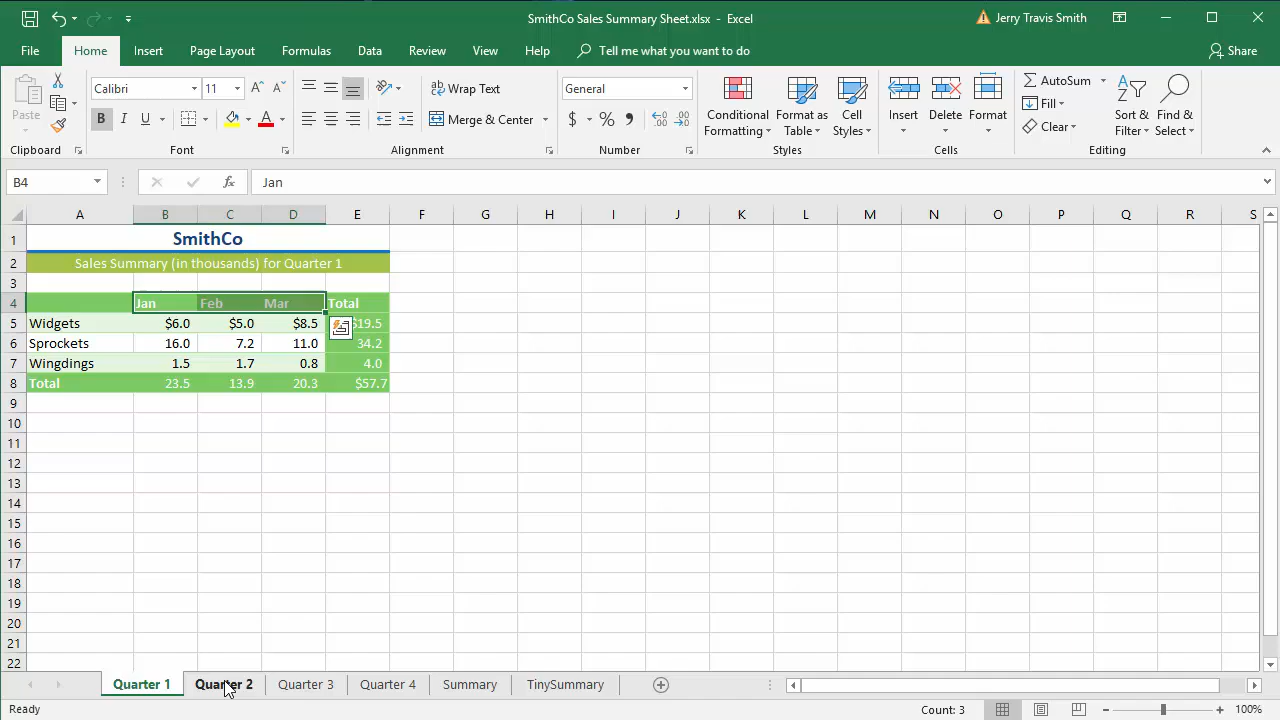 SmithCo Sales Summary Sheet.xlsx - Excel
Jerry Travis Smith
File Home Insert Page Layout Formulas Data Review View Help Tell me what you want to do Share
Paste
Clipboard
Calibri 11
B I U
Font
Wrap Text
Merge & Center
Alignment
General
$ % ,
Number
Conditional Formatting
Format as Table
Cell Styles
Styles
Insert
Delete
Format
Cells
AutoSum
Fill
Clear
Sort & Filter
Find & Select
Editing
B4 fx Jan
A B C D E F G H I J K L M N O P Q R S
1 SmithCo
2 Sales Summary (in thousands) for Quarter 1
3
4 Jan Feb Mar Total
5 Widgets $6.0 $5.0 $8.5 $19.5
6 Sprockets 16.0 7.2 11.0 34.2
7 Wingdings 1.5 1.7 0.8 4.0
8 Total 23.5 13.9 20.3 $57.7
9
10
11
12
13
14
15
16
17
18
19
20
21
22
Quarter 1 Quarter 2 Quarter 3 Quarter 4 Summary TinySummary
Ready Count: 3 100%